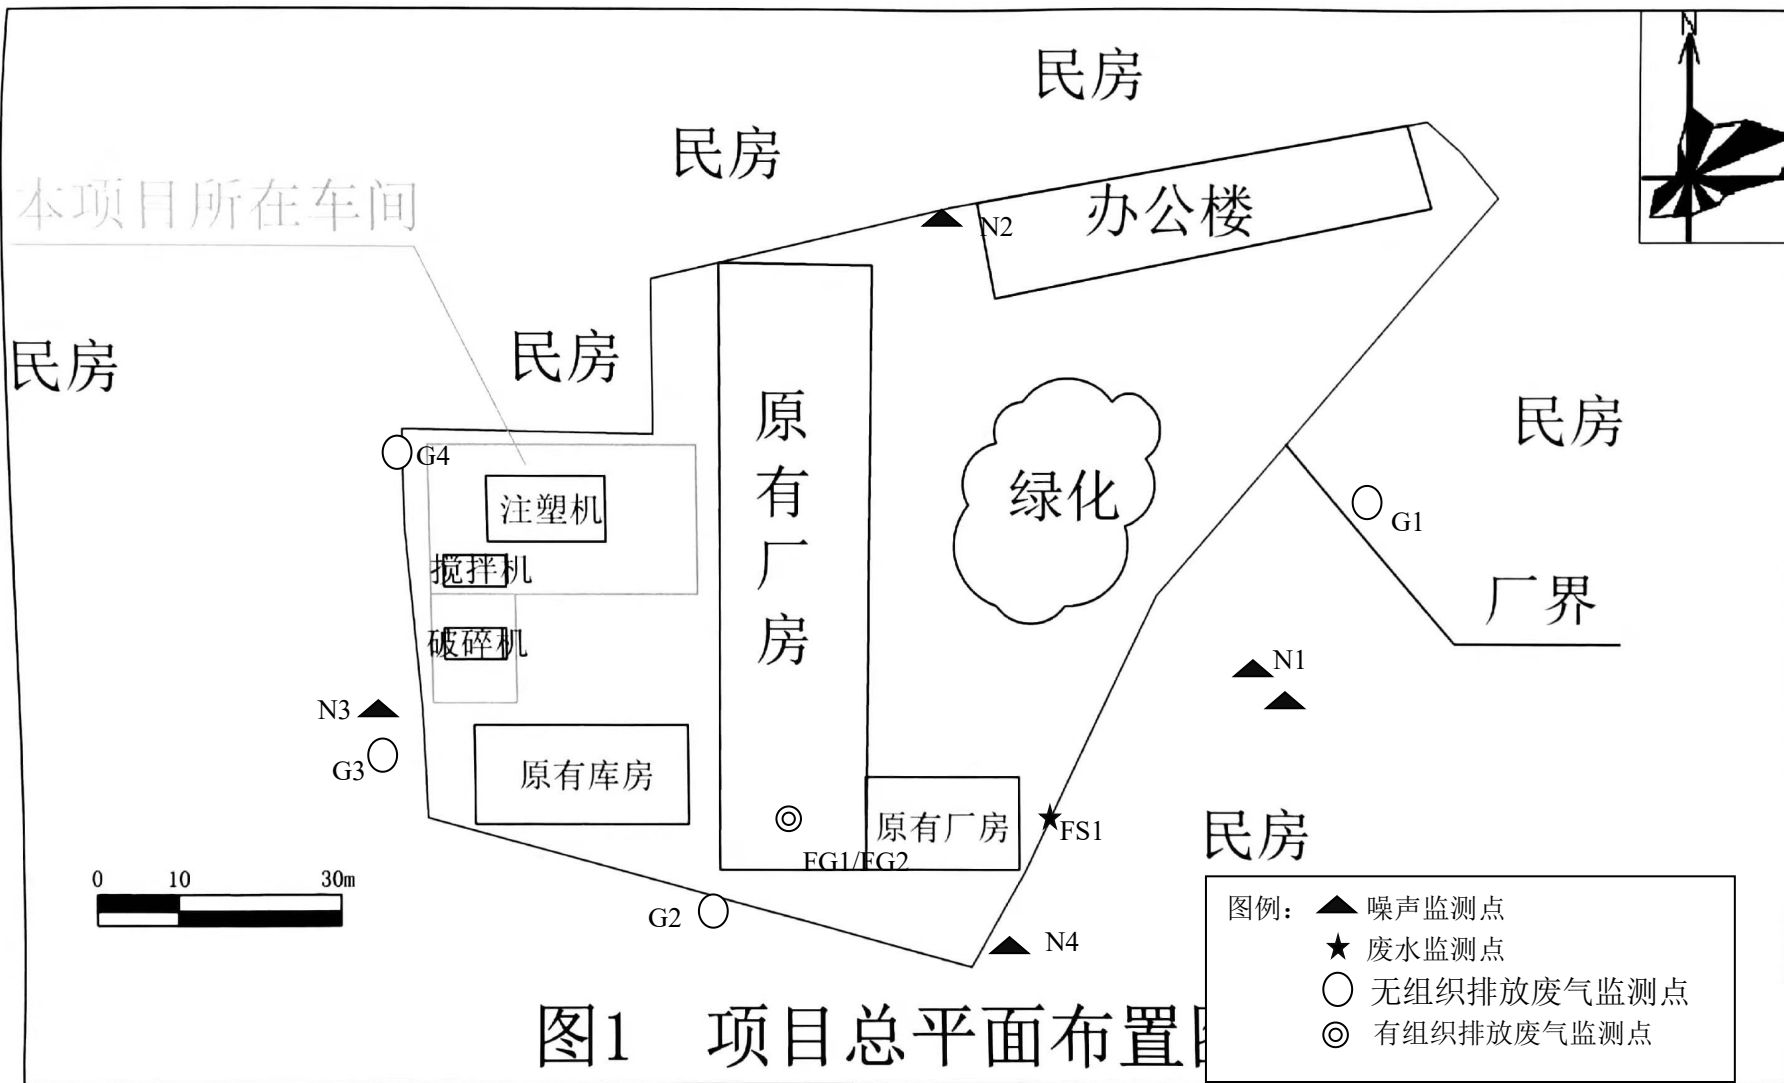 N
民房
民房
本项目所在车间
办公楼
N2
民房
民房
原有厂房
民房
G4
注塑机
绿化
G1
搅拌机
厂界
破碎机
N1
N3
G3
原有库房
原有厂房
FS1
民房
FG1/FG2
0 10 30m
G2
N4
图例：
噪声监测点
废水监测点
无组织排放废气监测点
有组织排放废气监测点
图1 项目总平面布置